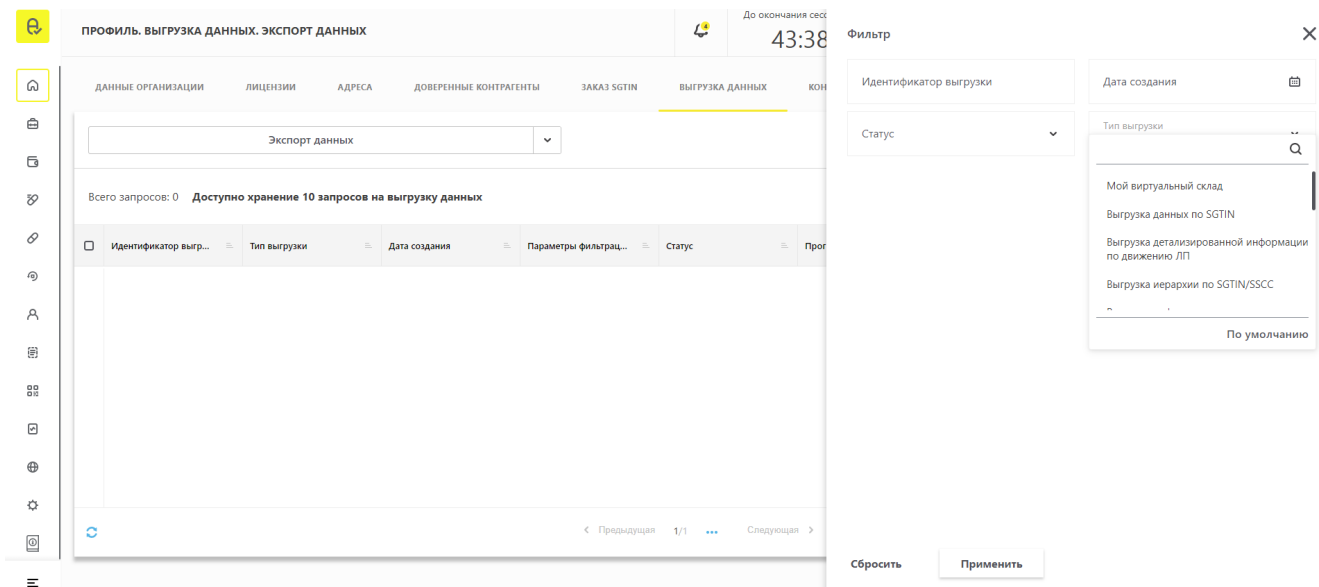 ПРОФИЛЬ. ВЫГРУЗКА ДАННЫХ. ЭКСПОРТ ДАННЫХ
4
До окончания сесс
43:38
ДАННЫЕ ОРГАНИЗАЦИИ ЛИЦЕНЗИИ АДРЕСА ДОВЕРЕННЫЕ КОНТРАГЕНТЫ ЗАКАЗ SGTIN ВЫГРУЗКА ДАННЫХ КОН
Экспорт данных
Всего запросов: 0 Доступно хранение 10 запросов на выгрузку данных
Идентификатор выгр... Тип выгрузки Дата создания Параметры фильтрац... Статус Прог
Предыдущая 1/1 ... Следующая
Фильтр
Идентификатор выгрузки Дата создания
Статус Тип выгрузки
Мой виртуальный склад
Выгрузка данных по SGTIN
Выгрузка детализированной информации
по движению ЛП
Выгрузка иерархии по SGTIN/SSCC
По умолчанию
Сбросить Применить